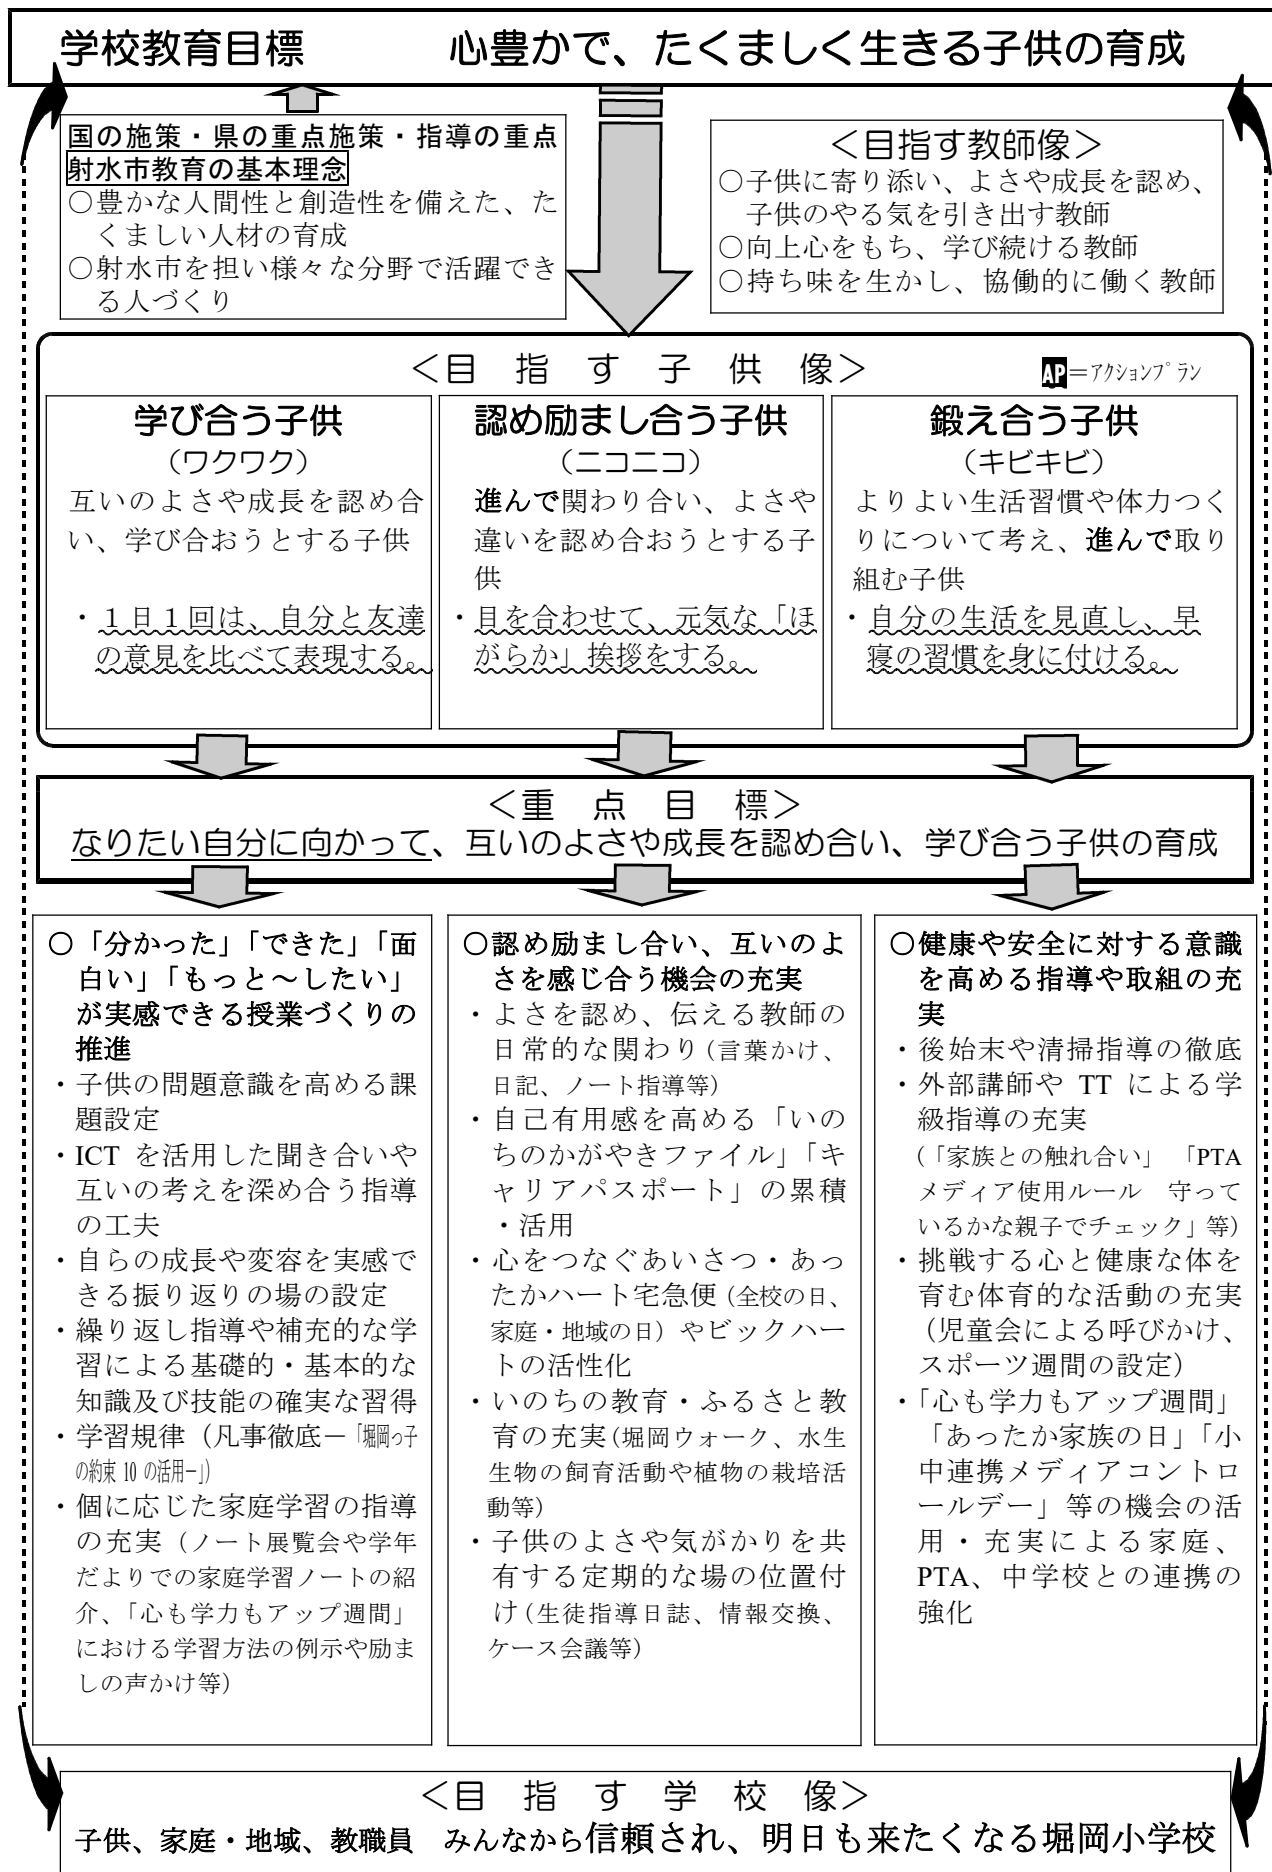 学校教育目標　　　心豊かで、たくましく生きる子供の育成
国の施策・県の重点施策・指導の重点
射水市教育の基本理念
○豊かな人間性と創造性を備えた、た
くましい人材の育成
○射水市を担い様々な分野で活躍でき
る人づくり
＜目指す教師像＞
○子供に寄り添い、よさや成長を認め、
子供のやる気を引き出す教師
○向上心をもち、学び続ける教師
○持ち味を生かし、協働的に働く教師
＜目　指　す　子　供　像＞
AP＝ｱｸｼｮﾝﾌﾟﾗﾝ
学び合う子供
（ワクワク）
互いのよさや成長を認め合
い、学び合おうとする子供
・１日１回は、自分と友達
の意見を比べて表現する。
認め励まし合う子供
（ニコニコ）
進んで関わり合い、よさや
違いを認め合おうとする子
供
・目を合わせて、元気な「ほ
がらか」挨拶をする。
鍛え合う子供
（キビキビ）
よりよい生活習慣や体力つく
りについて考え、進んで取り
組む子供
・自分の生活を見直し、早
寝の習慣を身に付ける。
＜重　点　目　標＞
なりたい自分に向かって、互いのよさや成長を認め合い、学び合う子供の育成
○「分かった」「できた」「面
白い」「もっと～したい」
が実感できる授業づくりの
推進
・子供の問題意識を高める課
題設定
・ICT を活用した聞き合いや
互いの考えを深め合う指導
の工夫
・自らの成長や変容を実感で
きる振り返りの場の設定
・繰り返し指導や補充的な学
習による基礎的・基本的な
知識及び技能の確実な習得
・学習規律（凡事徹底－「堀岡っ子
の約束 10 の活用－」）
・個に応じた家庭学習の指導
の充実（ノート展覧会や学年
だよりでの家庭学習ノートの紹
介、「心も学力もアップ週間」
における学習方法の例示や励ま
しの声かけ等）
○認め励まし合い、互いのよ
さを感じ合う機会の充実
・よさを認め、伝える教師の
日常的な関わり（言葉かけ、
日記、ノート指導等）
・自己有用感を高める「いの
ちのかがやきファイル」「キ
ャリアパスポート」の累積
・活用
・心をつなぐあいさつ・あっ
たかハート宅急便（全校の日、
家庭・地域の日）やビックハー
トの活性化
・いのちの教育・ふるさと教
育の充実（堀岡ウォーク、水生
生物の飼育活動や植物の栽培活
動等）
・子供のよさや気がかりを共
有する定期的な場の位置付
け（生徒指導日誌、情報交換、
ケース会議等）
○健康や安全に対する意識
を高める指導や取組の充
実
・後始末や清掃指導の徹底
・外部講師や TT による学
級指導の充実
（「家族との触れ合い」　「PTA
メディア使用ルール　守って
いるかな親子でチェック」等）
・挑戦する心と健康な体を
育む体育的な活動の充実
（児童会による呼びかけ、
スポーツ週間の設定）
・「心も学力もアップ週間」
「あったか家族の日」「小
中連携メディアコントロ
ールデー」等の機会の活
用・充実による家庭、
PTA、中学校との連携の
強化
＜目　指　す　学　校　像＞
子供、家庭・地域、教職員　みんなから信頼され、明日も来たくなる堀岡小学校